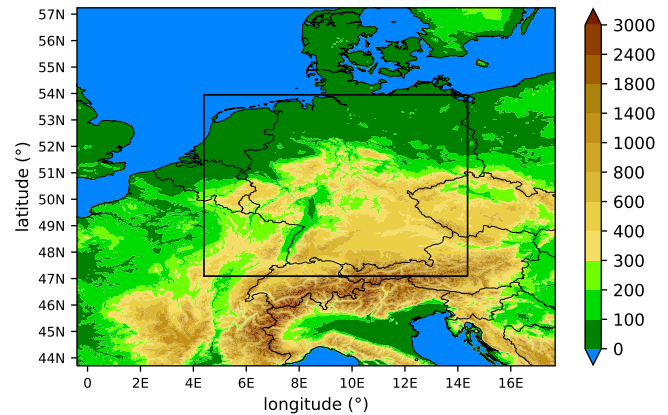 57N
56N
55N
54N
53N
52N
51N
50N
49N
48N
47N
46N
45N
44N
latitude (°)
0 2E 4E 6E 8E 10E 12E 14E 16E
longitude (°)
3000
2400
1800
1400
1000
800
600
400
300
200
100
0